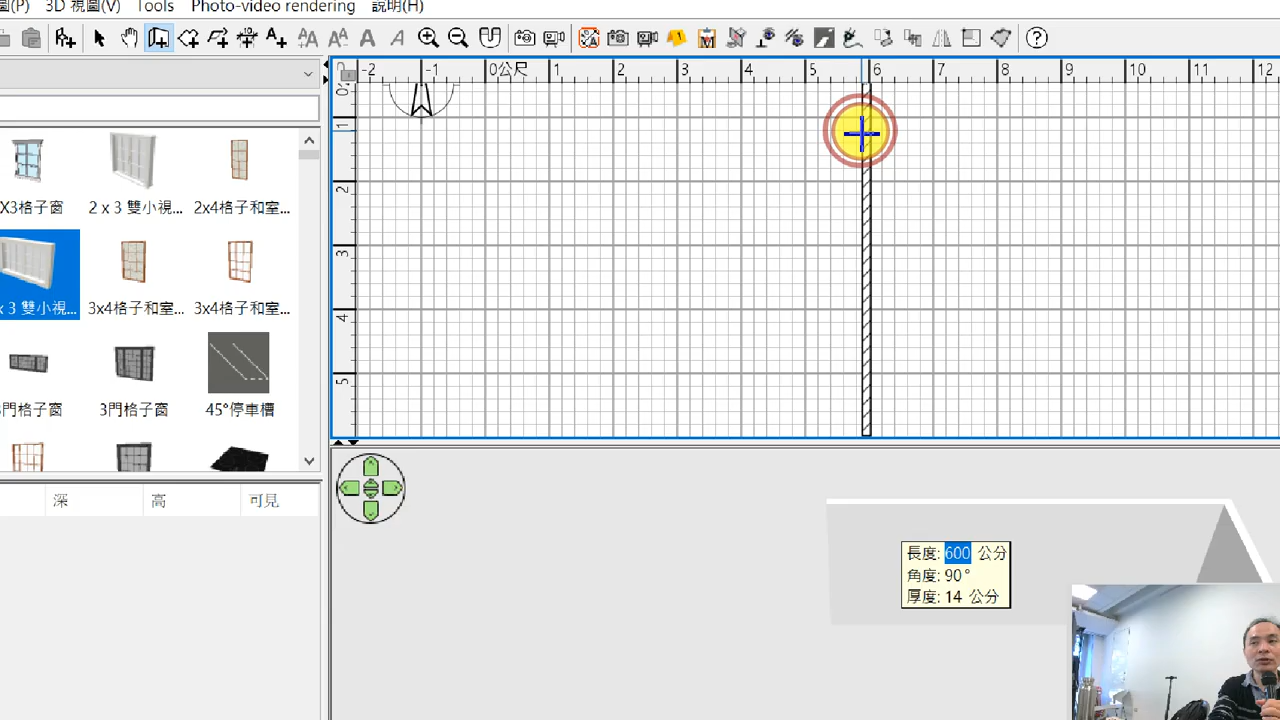 圖(P) 3D 視圖(V) Tools Photo-video rendering 說明(H)
-2 -1 0公尺 1 2 3 4 5 6 7 8 9 10 11 12
0
1
2
3
4
5
X3格子窗 2 x 3 雙小視... 2x4格子和室...
x 3 雙小視... 3x4格子和室... 3x4格子和室...
門格子窗 3門格子窗 45°停車槽
深 高 可見
長度: 600 公分
角度: 90°
厚度: 14 公分